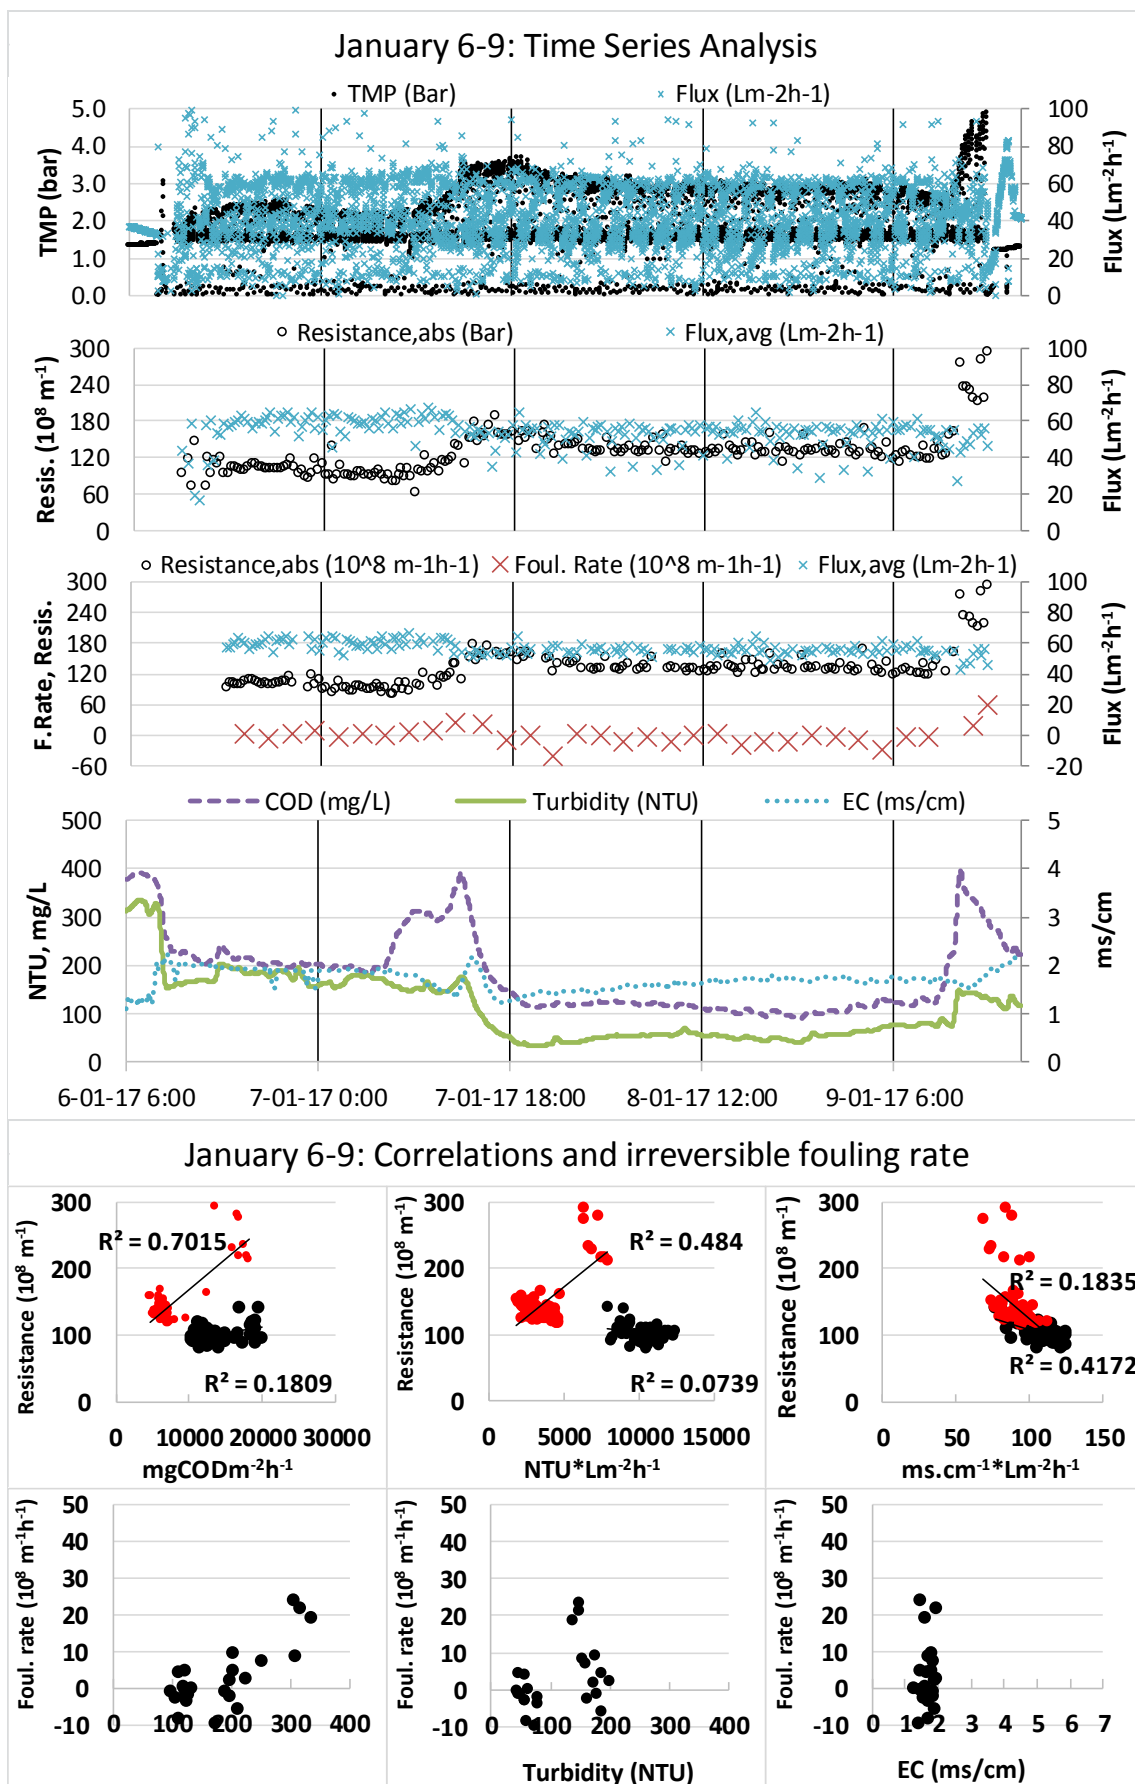 January 6-9: Time Series Analysis
TMP (Bar) Flux (Lm-2h-1)
5.0 100
4.0 80
3.0 60
2.0 40
1.0 20
0.0 0
TMP (bar)
Flux (Lm-2h-1)
Resistance,abs (Bar) Flux,avg (Lm-2h-1)
300 100
240 80
180 60
120 40
60 20
0 0
Resis. (10⁸ m⁻¹)
Flux (Lm⁻²h⁻¹)
Resistance,abs (10^8 m-1h-1) Foul. Rate (10^8 m-1h-1) Flux,avg (Lm-2h-1)
300 100
240 80
180 60
120 40
60 20
0 0
-60 -20
F.Rate, Resis.
Flux (Lm⁻²h⁻¹)
COD (mg/L) Turbidity (NTU) EC (ms/cm)
500 5
400 4
300 3
200 2
100 1
0 0
NTU, mg/L
ms/cm
6-01-17 6:00 7-01-17 0:00 7-01-17 18:00 8-01-17 12:00 9-01-17 6:00
January 6-9: Correlations and irreversible fouling rate
Resistance (10⁸ m⁻¹)
300
200
100
0
R² = 0.7015
R² = 0.1809
0 10000 20000 30000
mgCODm⁻²h⁻¹
Resistance (10⁸ m⁻¹)
300
200
100
0
R² = 0.484
R² = 0.0739
0 5000 10000 15000
NTU*Lm⁻²h⁻¹
Resistance (10⁸ m⁻¹)
300
200
100
0
R² = 0.1835
R² = 0.4172
0 50 100 150
ms.cm⁻¹*Lm⁻²h⁻¹
Foul. rate (10⁸ m⁻¹h⁻¹)
50
40
30
20
10
0
-10
0 100 200 300 400
Foul. rate (10⁸ m⁻¹h⁻¹)
50
40
30
20
10
0
-10
0 100 200 300 400
Turbidity (NTU)
Foul. rate (10⁸ m⁻¹h⁻¹)
50
40
30
20
10
0
-10
0 1 2 3 4 5 6 7
EC (ms/cm)